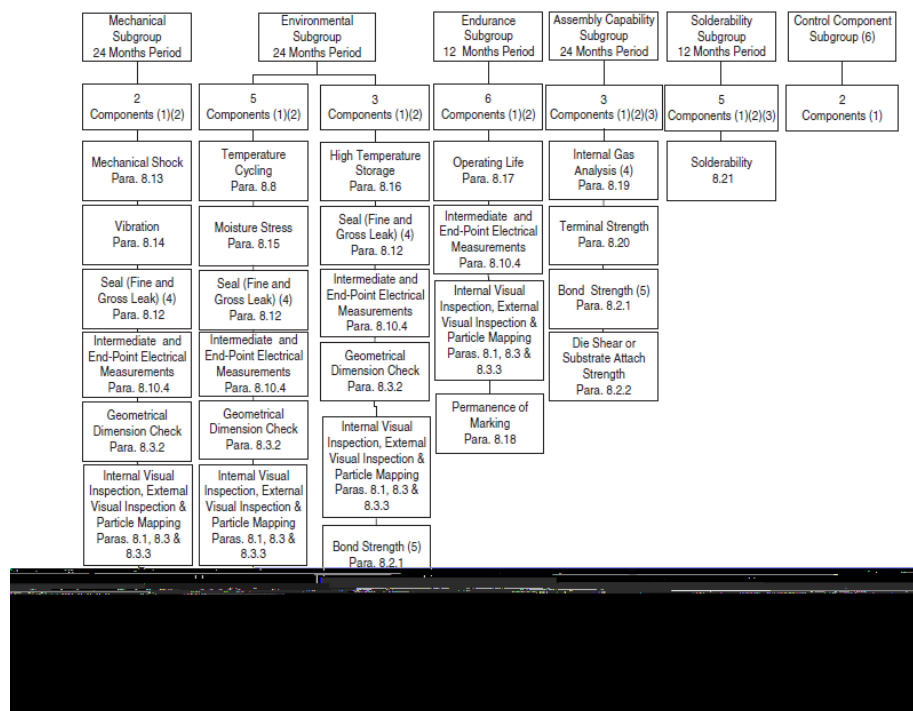 Mechanical
Subgroup
24 Months Period
Environmental
Subgroup
24 Months Period
Endurance
Subgroup
12 Months Period
Assembly Capability
Subgroup
24 Months Period
Solderability
Subgroup
12 Months Period
Control Component
Subgroup (6)
2
Components (1)(2)
5
Components (1)(2)
3
Components (1)(2)
6
Components (1)(2)
3
Components (1)(2)(3)
5
Components (1)(2)(3)
2
Components (1)
Mechanical Shock
Para. 8.13
Temperature
Cycling
Para. 8.8
High Temperature
Storage
Para. 8.16
Operating Life
Para. 8.17
Internal Gas
Analysis (4)
Para. 8.19
Solderability
8.21
Vibration
Para. 8.14
Moisture Stress
Para. 8.15
Seal (Fine and
Gross Leak) (4)
Para. 8.12
Intermediate and
End-Point Electrical
Measurements
Para. 8.10.4
Terminal Strength
Para. 8.20
Seal (Fine and
Gross Leak) (4)
Para. 8.12
Seal (Fine and
Gross Leak) (4)
Para. 8.12
Intermediate and
End-Point Electrical
Measurements
Para. 8.10.4
Internal Visual
Inspection, External
Visual Inspection &
Particle Mapping
Paras. 8.1, 8.3 &
8.3.3
Bond Strength (5)
Para. 8.2.1
Intermediate and
End-Point Electrical
Measurements
Para. 8.10.4
Intermediate and
End-Point Electrical
Measurements
Para. 8.10.4
Geometrical
Dimension Check
Para. 8.3.2
Die Shear or
Substrate Attach
Strength
Para. 8.2.2
Geometrical
Dimension Check
Para. 8.3.2
Geometrical
Dimension Check
Para. 8.3.2
Internal Visual
Inspection, External
Visual Inspection &
Particle Mapping
Paras. 8.1, 8.3
& 8.3.3
Permanence of
Marking
Para. 8.18
Internal Visual
Inspection, External
Visual Inspection &
Particle Mapping
Paras. 8.1, 8.3 &
8.3.3
Internal Visual
Inspection, External
Visual Inspection &
Particle Mapping
Paras. 8.1, 8.3 &
8.3.3
Bond Strength (5)
Para. 8.2.1